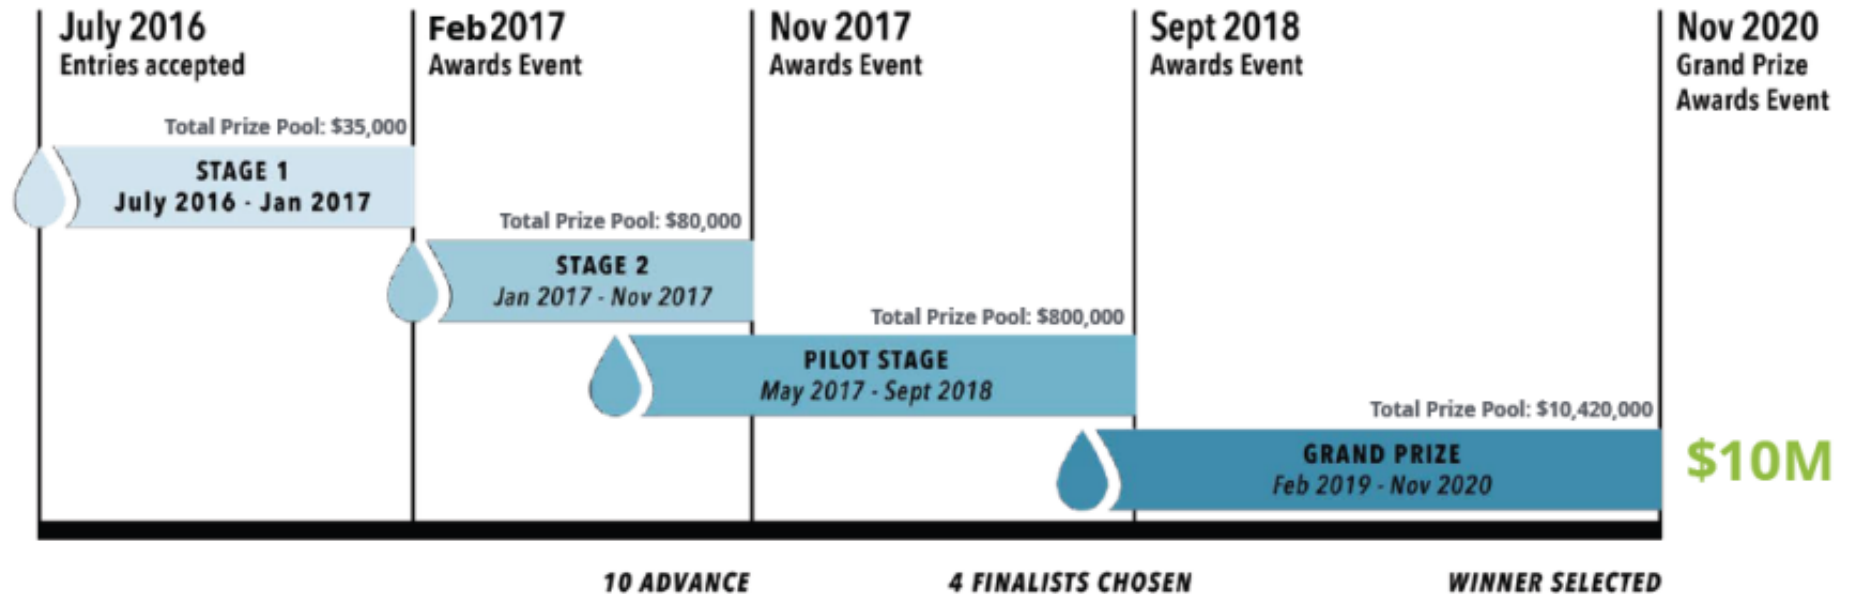 July 2016
Entries accepted
Feb 2017
Awards Event
Nov 2017
Awards Event
Sept 2018
Awards Event
Nov 2020
Grand Prize
Awards Event
Total Prize Pool: $35,000
STAGE 1
July 2016 - Jan 2017
Total Prize Pool: $80,000
STAGE 2
Jan 2017 - Nov 2017
Total Prize Pool: $800,000
PILOT STAGE
May 2017 - Sept 2018
Total Prize Pool: $10,420,000
GRAND PRIZE
Feb 2019 - Nov 2020
$10M
10 ADVANCE
4 FINALISTS CHOSEN
WINNER SELECTED